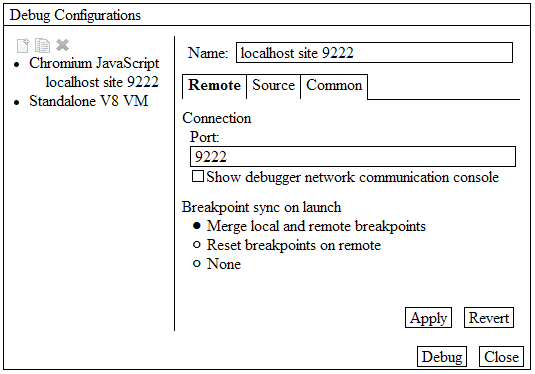 Debug Configurations
Chromium JavaScript
localhost site 9222
Standalone V8 VM
Name: localhost site 9222
Remote Source Common
Connection
Port:
9222
Show debugger network communication console
Breakpoint sync on launch
Merge local and remote breakpoints
Reset breakpoints on remote
None
Apply Revert
Debug Close